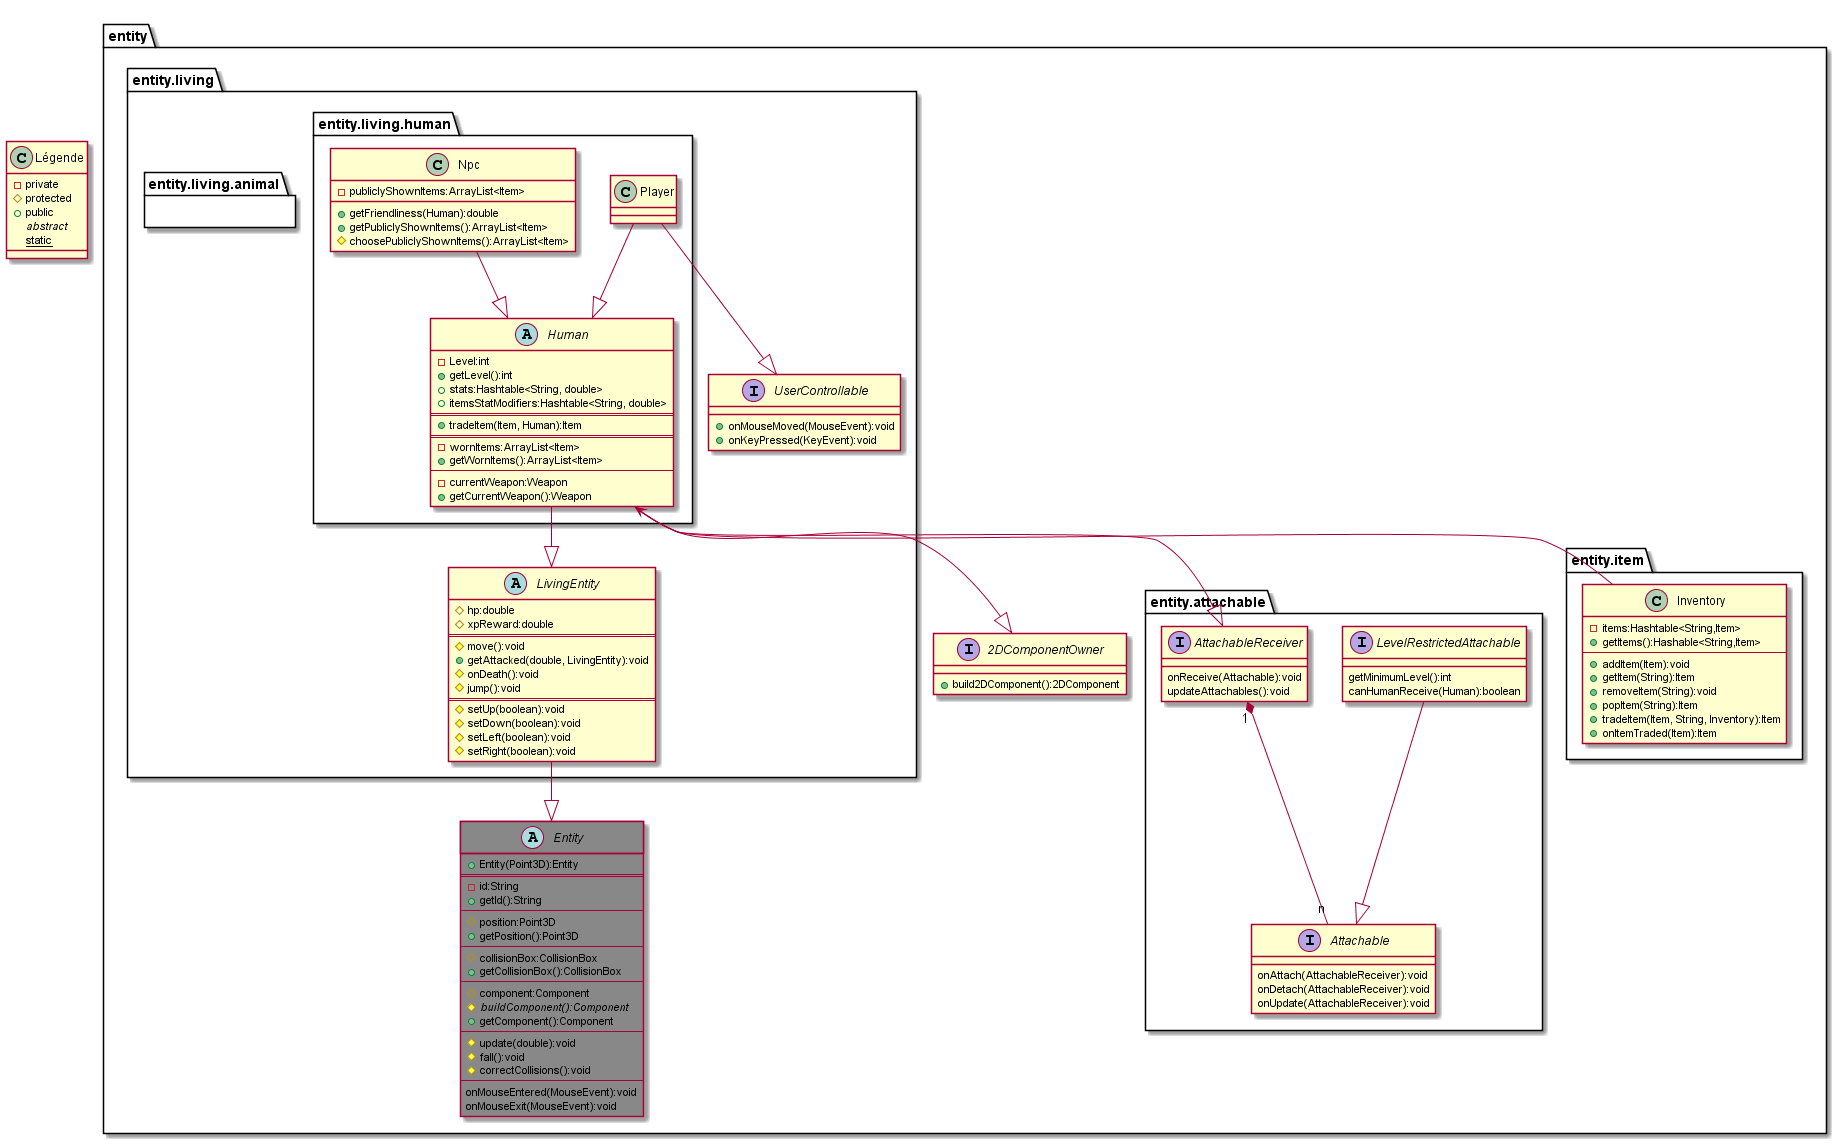 entity
entity.living
entity.living.human
entity.living.animal
C Légende
private
protected
public
abstract
static
C Npc
publiclyShownItems:ArrayList<Item>
getFriendliness(Human):double
getPubliclyShownItems():ArrayList<Item>
choosePubliclyShownItems():ArrayList<Item>
C Player
A Human
Level:int
getLevel():int
stats:Hashtable<String, double>
itemsStatModifiers:Hashtable<String, double>
tradeItem(Item, Human):Item
wornItems:ArrayList<Item>
getWornItems():ArrayList<Item>
currentWeapon:Weapon
getCurrentWeapon():Weapon
I UserControllable
onMouseMoved(MouseEvent):void
onKeyPressed(KeyEvent):void
A LivingEntity
hp:double
xpReward:double
move():void
getAttacked(double, LivingEntity):void
onDeath():void
jump():void
setUp(boolean):void
setDown(boolean):void
setLeft(boolean):void
setRight(boolean):void
I 2DComponentOwner
build2DComponent():2DComponent
entity.attachable
I AttachableReceiver
onReceive(Attachable):void
updateAttachables():void
I LevelRestrictedAttachable
getMinimumLevel():int
canHumanReceive(Human):boolean
1
n
I Attachable
onAttach(AttachableReceiver):void
onDetach(AttachableReceiver):void
onUpdate(AttachableReceiver):void
entity.item
C Inventory
items:Hashtable<String,Item>
getItems():Hashable<String,Item>
addItem(Item):void
getItem(String):Item
removeItem(String):void
popItem(String):Item
tradeItem(Item, String, Inventory):Item
onItemTraded(Item):Item
A Entity
Entity(Point3D):Entity
id:String
getId():String
position:Point3D
getPosition():Point3D
collisionBox:CollisionBox
getCollisionBox():CollisionBox
component:Component
buildComponent():Component
getComponent():Component
update(double):void
fall():void
correctCollisions():void
onMouseEntered(MouseEvent):void
onMouseExit(MouseEvent):void